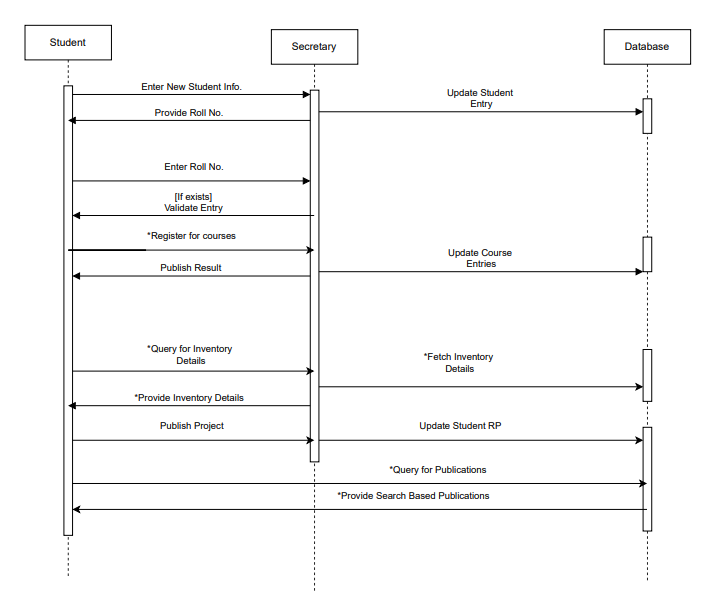 Student
Secretary
Database
Enter New Student Info.
Update Student
Entry
Provide Roll No.
Enter Roll No.
[If exists]
Validate Entry
*Register for courses
Update Course
Entries
Publish Result
*Query for Inventory
Details
*Fetch Inventory
Details
*Provide Inventory Details
Publish Project
Update Student RP
*Query for Publications
*Provide Search Based Publications